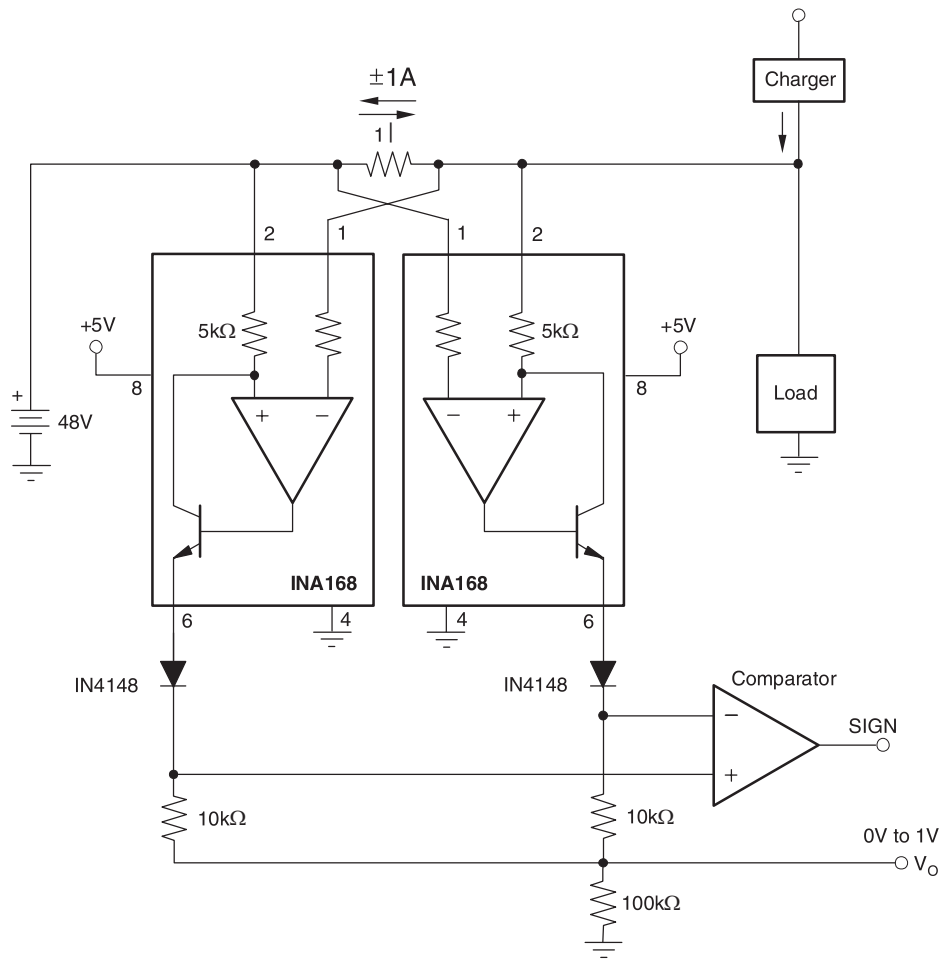 Charger
±1A
1
2
1
1
2
+5V
5kΩ
5kΩ
+5V
8
8
+
–
–
+
Load
+
48V
INA168
INA168
6
4
4
6
IN4148
IN4148
Comparator
–
SIGN
+
10kΩ
10kΩ
0V to 1V
VO
100kΩ